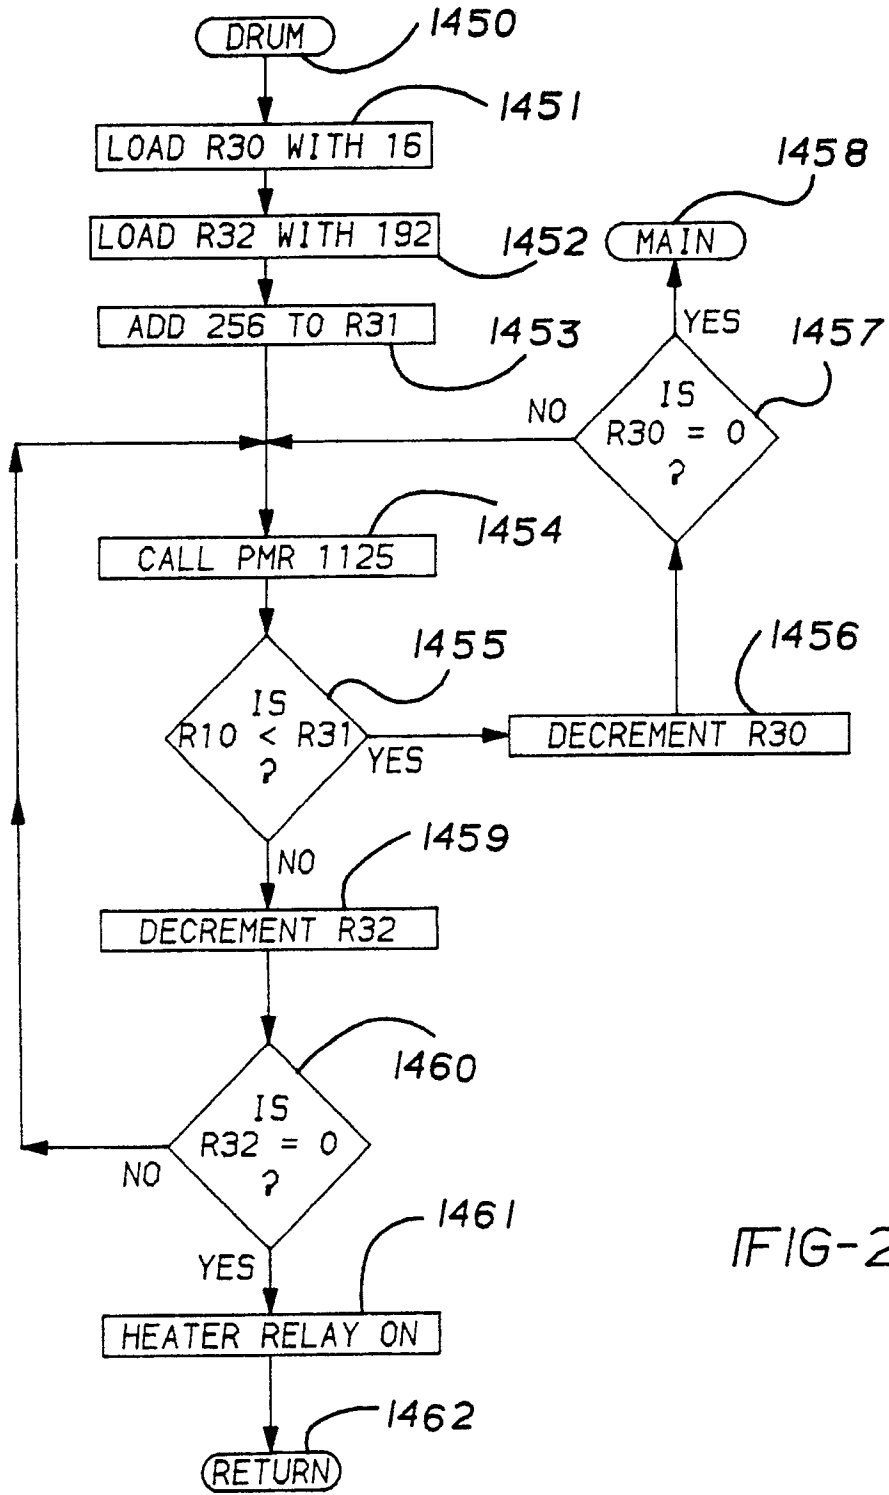 DRUM
1450
1451
LOAD R30 WITH 16
1458
LOAD R32 WITH 192
1452
MAIN
ADD 256 TO R31
1453
YES
1457
IS
R30 = 0
?
NO
1454
CALL PMR 1125
1455
1456
IS
R10 < R31
?
YES
DECREMENT R30
1459
NO
DECREMENT R32
1460
IS
R32 = 0
?
NO
1461
YES
FIG-2
HEATER RELAY ON
1462
RETURN